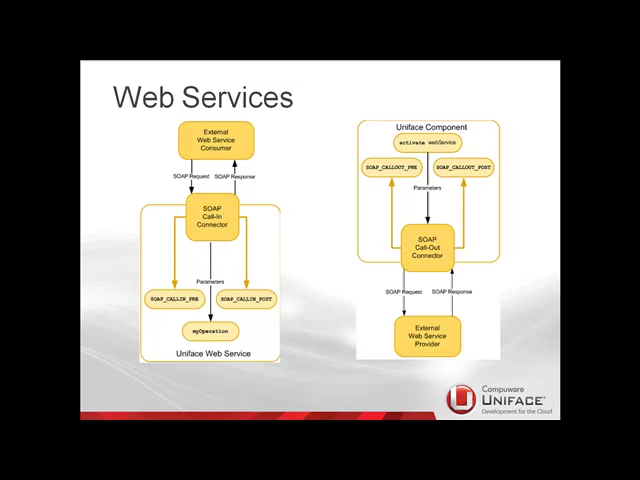 Web Services
External
Web Service
Consumer
SOAP Request
SOAP Response
SOAP
Call-In
Connector
Parameters
SOAP_CALLIN_PRE
SOAP_CALLIN_POST
myOperation
Uniface Web Service
Uniface Component
activate webService
SOAP_CALLOUT_PRE
SOAP_CALLOUT_POST
Parameters
SOAP
Call-Out
Connector
SOAP Request
SOAP Response
External
Web Service
Provider
Compuware
UNIFACE®
Development for the Cloud